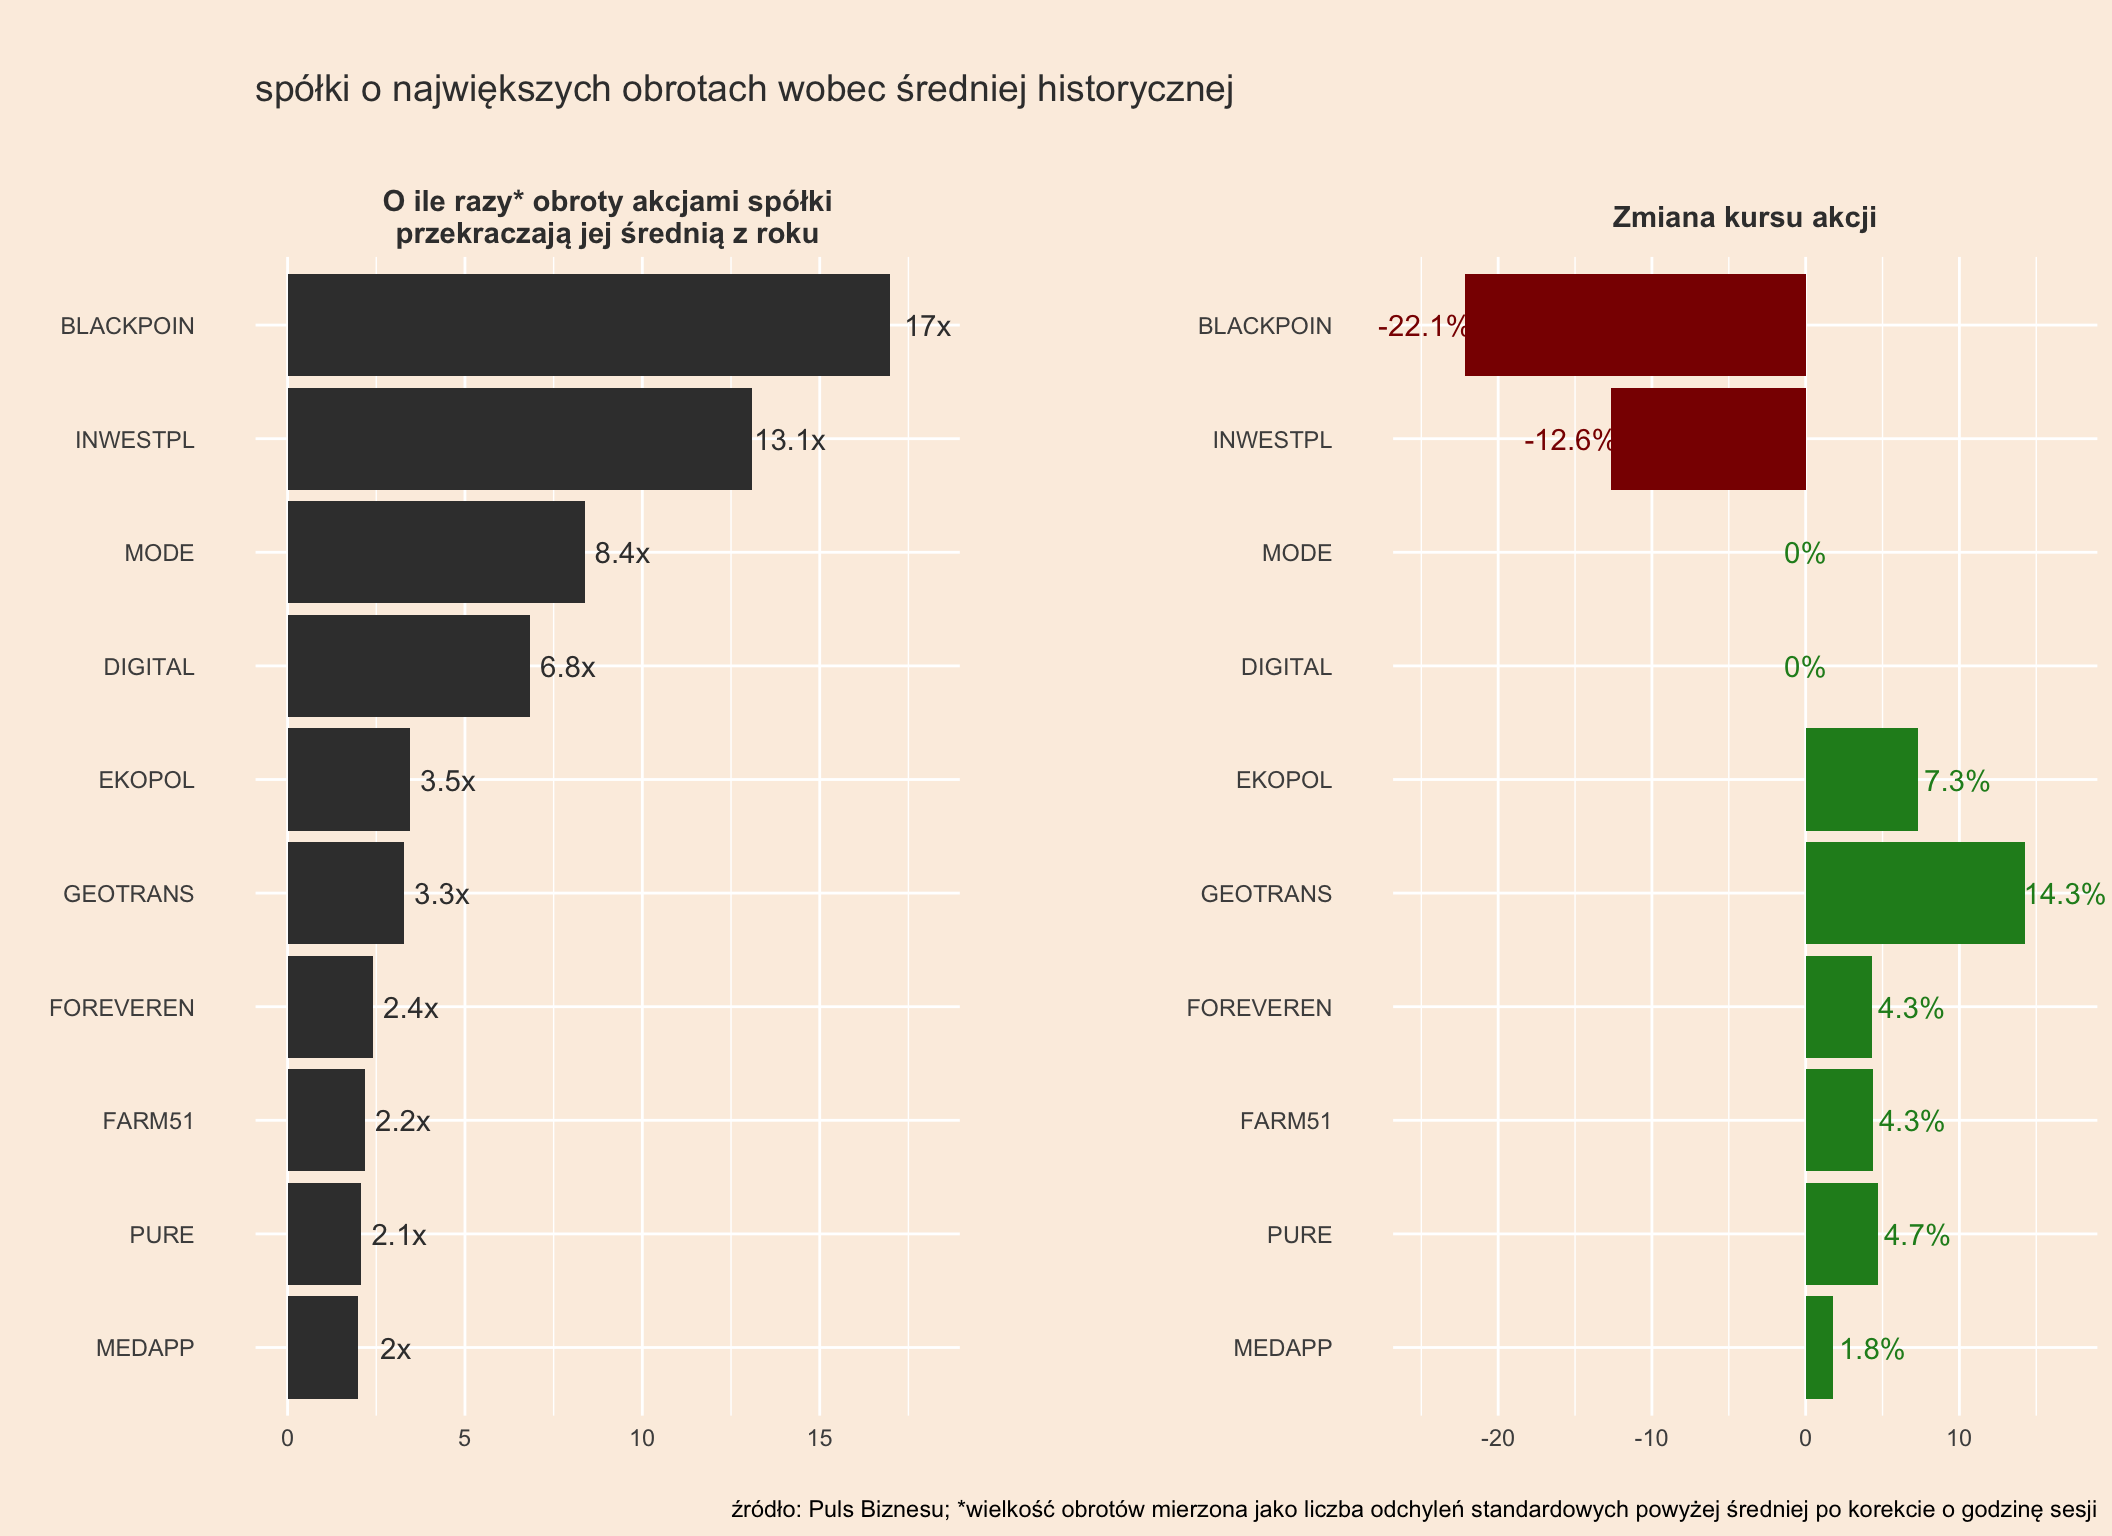 spółki o największych obrotach wobec średniej historycznej
O ile razy* obroty akcjami spółki
przekraczają jej średnią z roku
BLACKPOIN 17x
INWESTPL 13.1x
MODE 8.4x
DIGITAL 6.8x
EKOPOL 3.5x
GEOTRANS 3.3x
FOREVEREN 2.4x
FARM51 2.2x
PURE 2.1x
MEDAPP 2x
0 5 10 15
Zmiana kursu akcji
BLACKPOIN -22.1%
INWESTPL -12.6%
MODE 0%
DIGITAL 0%
EKOPOL 7.3%
GEOTRANS 14.3%
FOREVEREN 4.3%
FARM51 4.3%
PURE 4.7%
MEDAPP 1.8%
-20 -10 0 10
źródło: Puls Biznesu; *wielkość obrotów mierzona jako liczba odchyleń standardowych powyżej średniej po korekcie o godzinę sesji